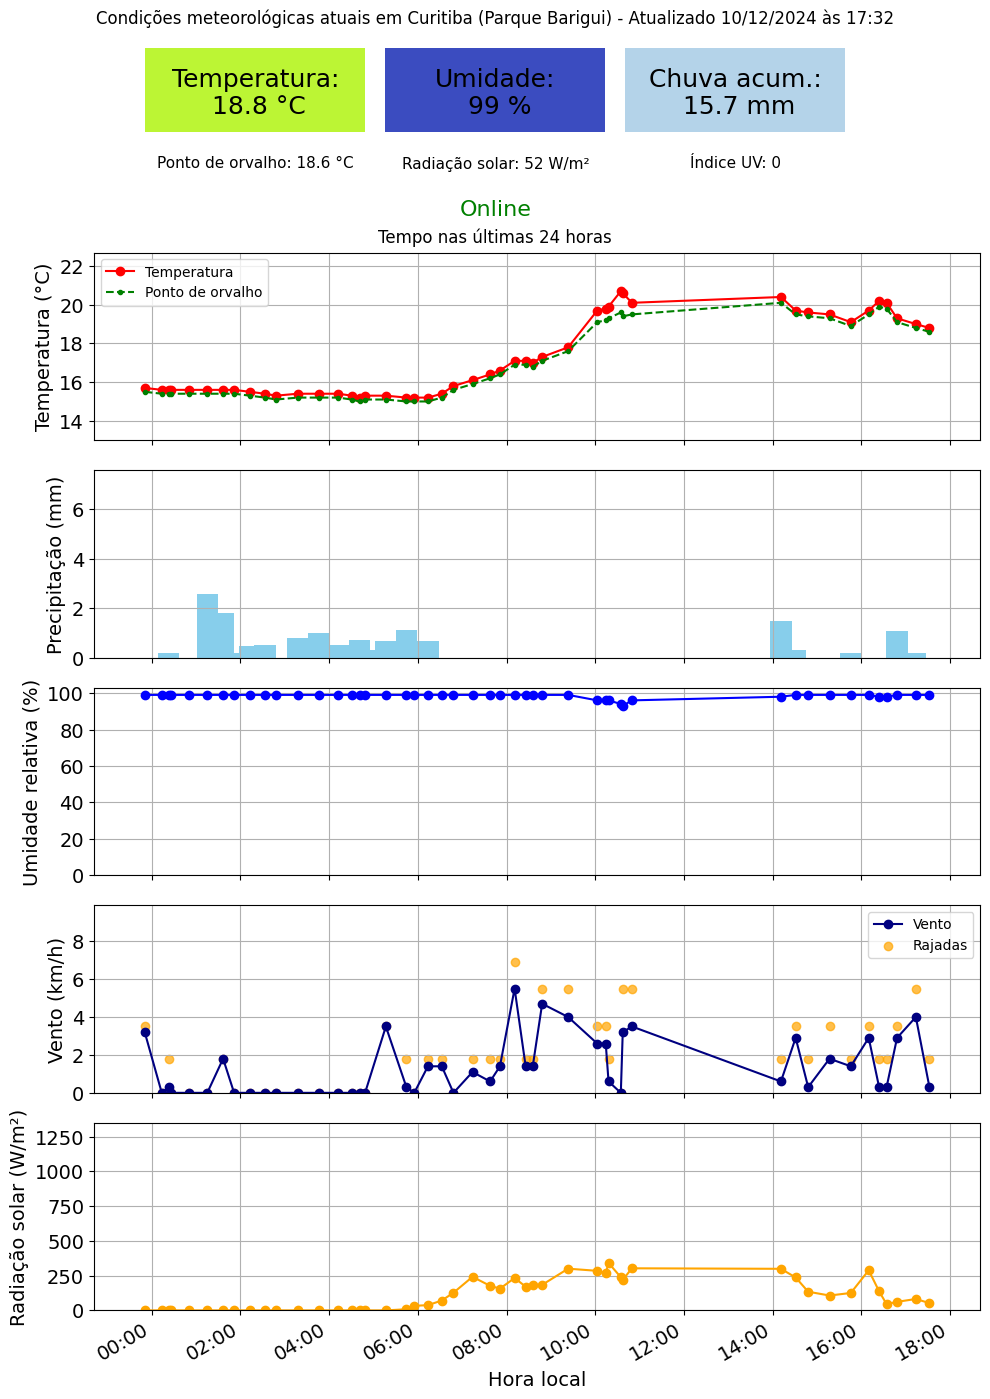 Condições meteorológicas atuais em Curitiba (Parque Barigui) - Atualizado 10/12/2024 às 17:32
Temperatura:
18.8 °C
Umidade:
99 %
Chuva acum.:
15.7 mm
Ponto de orvalho: 18.6 °C
Radiação solar: 52 W/m²
Índice UV: 0
Online
Tempo nas últimas 24 horas
Temperatura (°C)
22
20
18
16
14
Temperatura
Ponto de orvalho
Precipitação (mm)
6
4
2
0
Umidade relativa (%)
100
80
60
40
20
0
Vento (km/h)
8
6
4
2
0
Vento
Rajadas
Radiação solar (W/m²)
1250
1000
750
500
250
0
00:00
02:00
04:00
06:00
08:00
10:00
12:00
14:00
16:00
18:00
Hora local